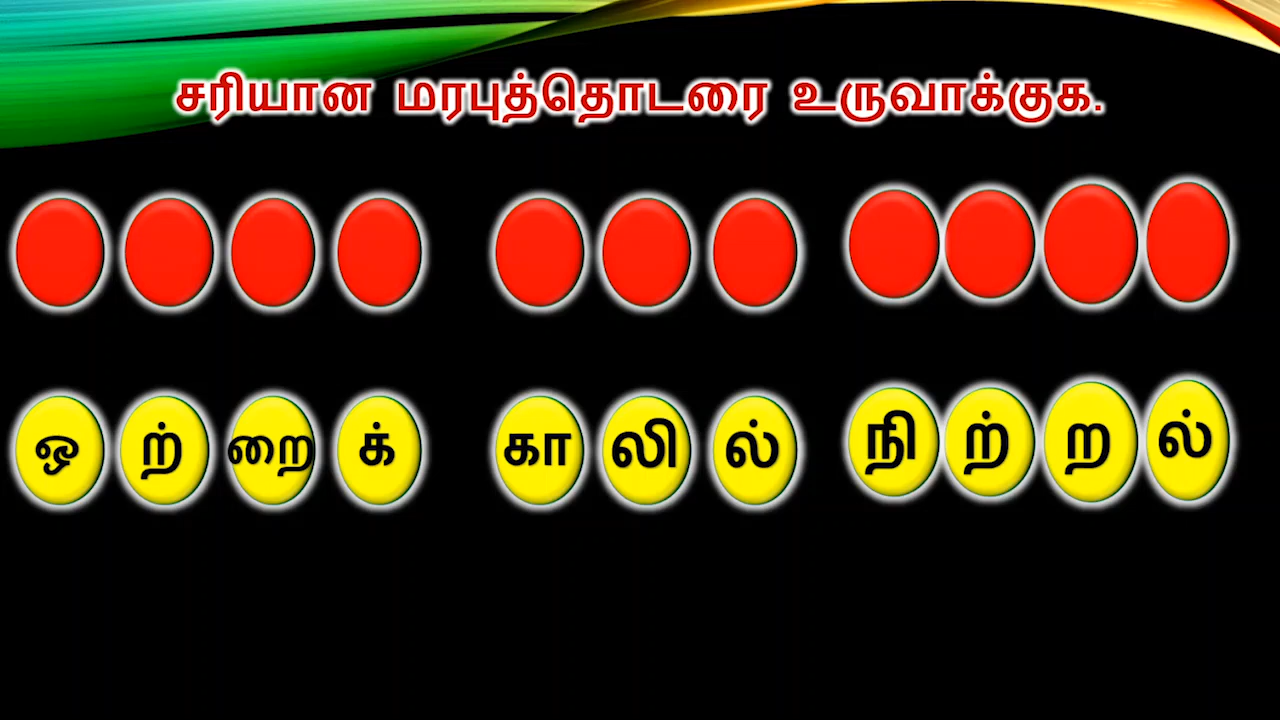 சரியான மரபுத்தொடரை உருவாக்குக.
ஒ ற் றை க் கா லி ல் நி ற் ற ல்